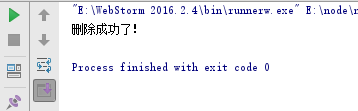 "E:\WebStorm 2016.2.4\bin\runnerw.exe" E:\node\
删除成功了!
Process finished with exit code 0